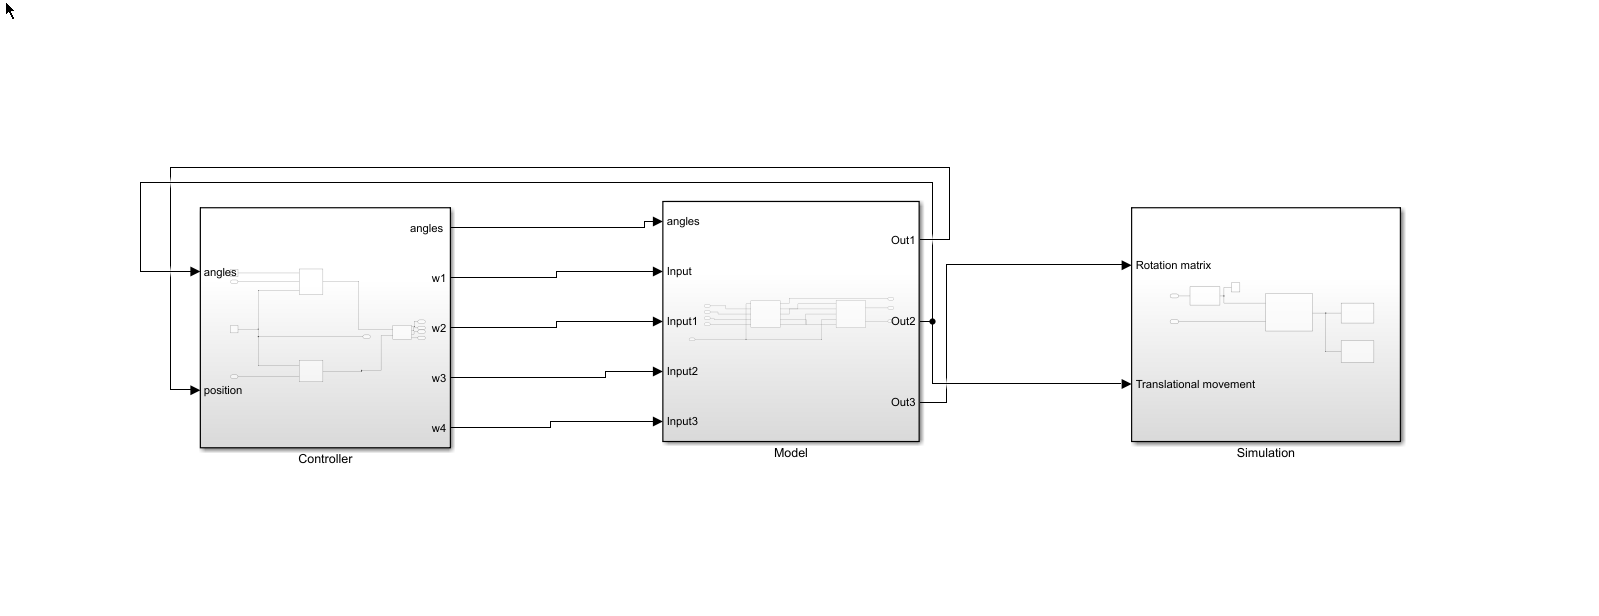 angles
position
angles
w1
w2
w3
w4
Controller
angles
Input
Input1
Input2
Input3
Out1
Out2
Out3
Model
Rotation matrix
Translational movement
Simulation